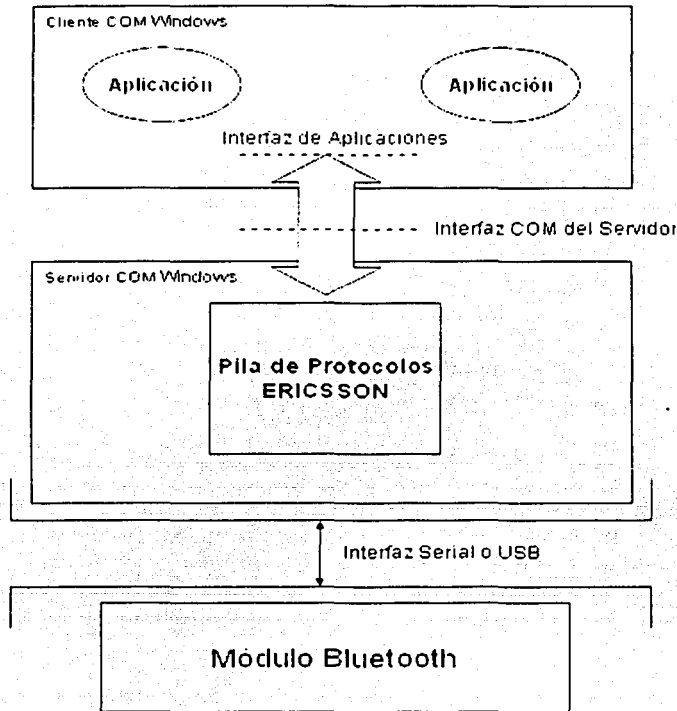 Cliente COM Windows
Aplicación
Aplicación
Interfaz de Aplicaciones
Interfaz COM del Servidor
Servidor COM Windows
Pila de Protocolos
ERICSSON
Interfaz Serial o USB
Módulo Bluetooth